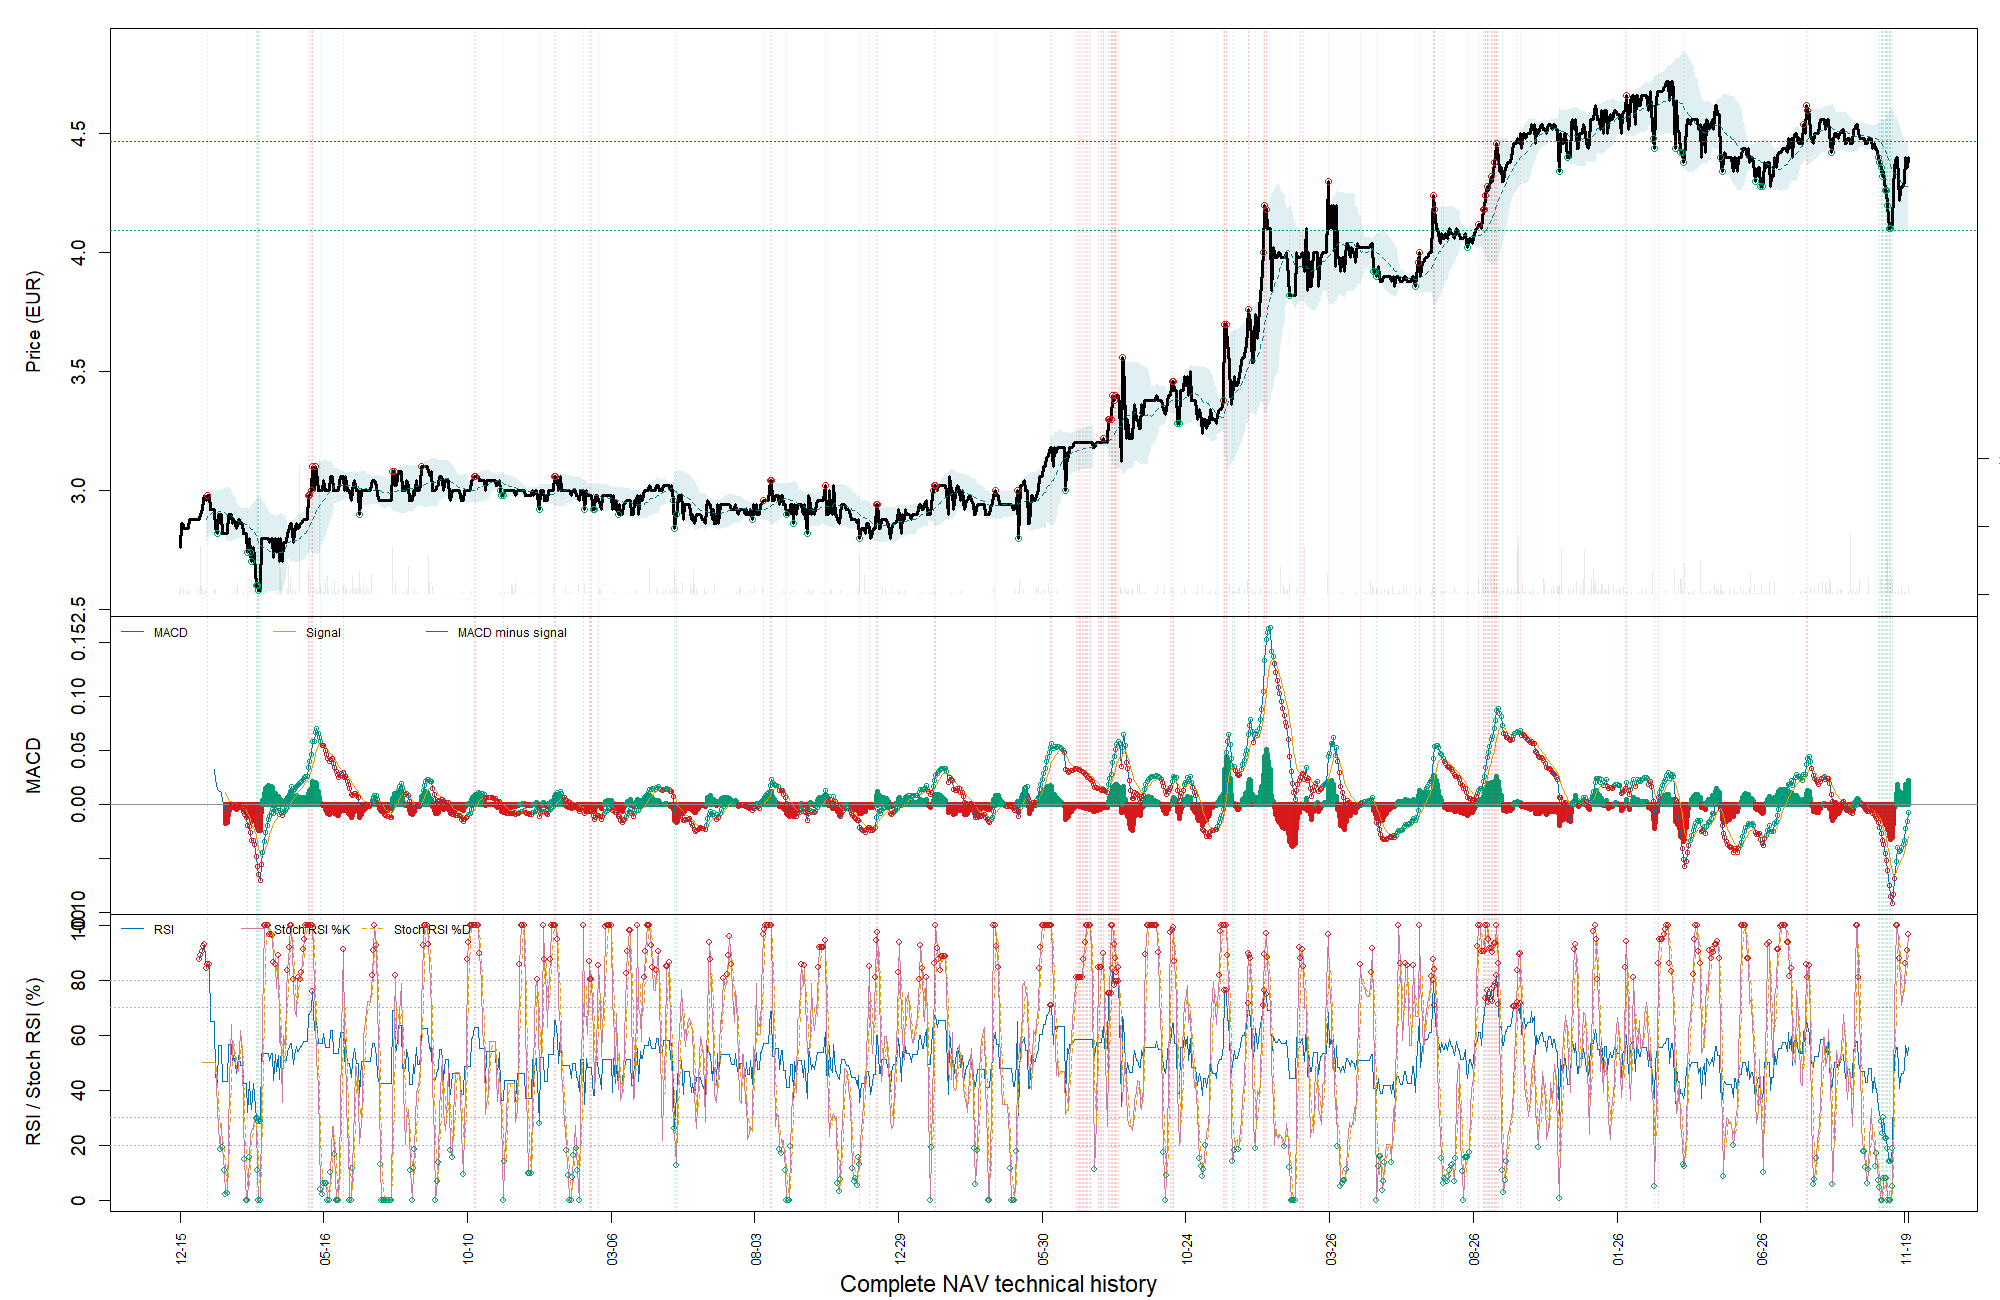 Price (EUR)
4.5
4.0
3.5
3.0
2.5
MACD
Signal
MACD minus signal
MACD
0.15
0.10
0.05
0.00
RSI
Stoch RSI %K
Stoch RSI %D
RSI / Stoch RSI (%)
100
80
60
40
20
0
12-15
05-16
10-10
03-06
08-03
12-29
05-30
10-24
03-26
08-26
01-26
06-26
11-19
Complete NAV technical history